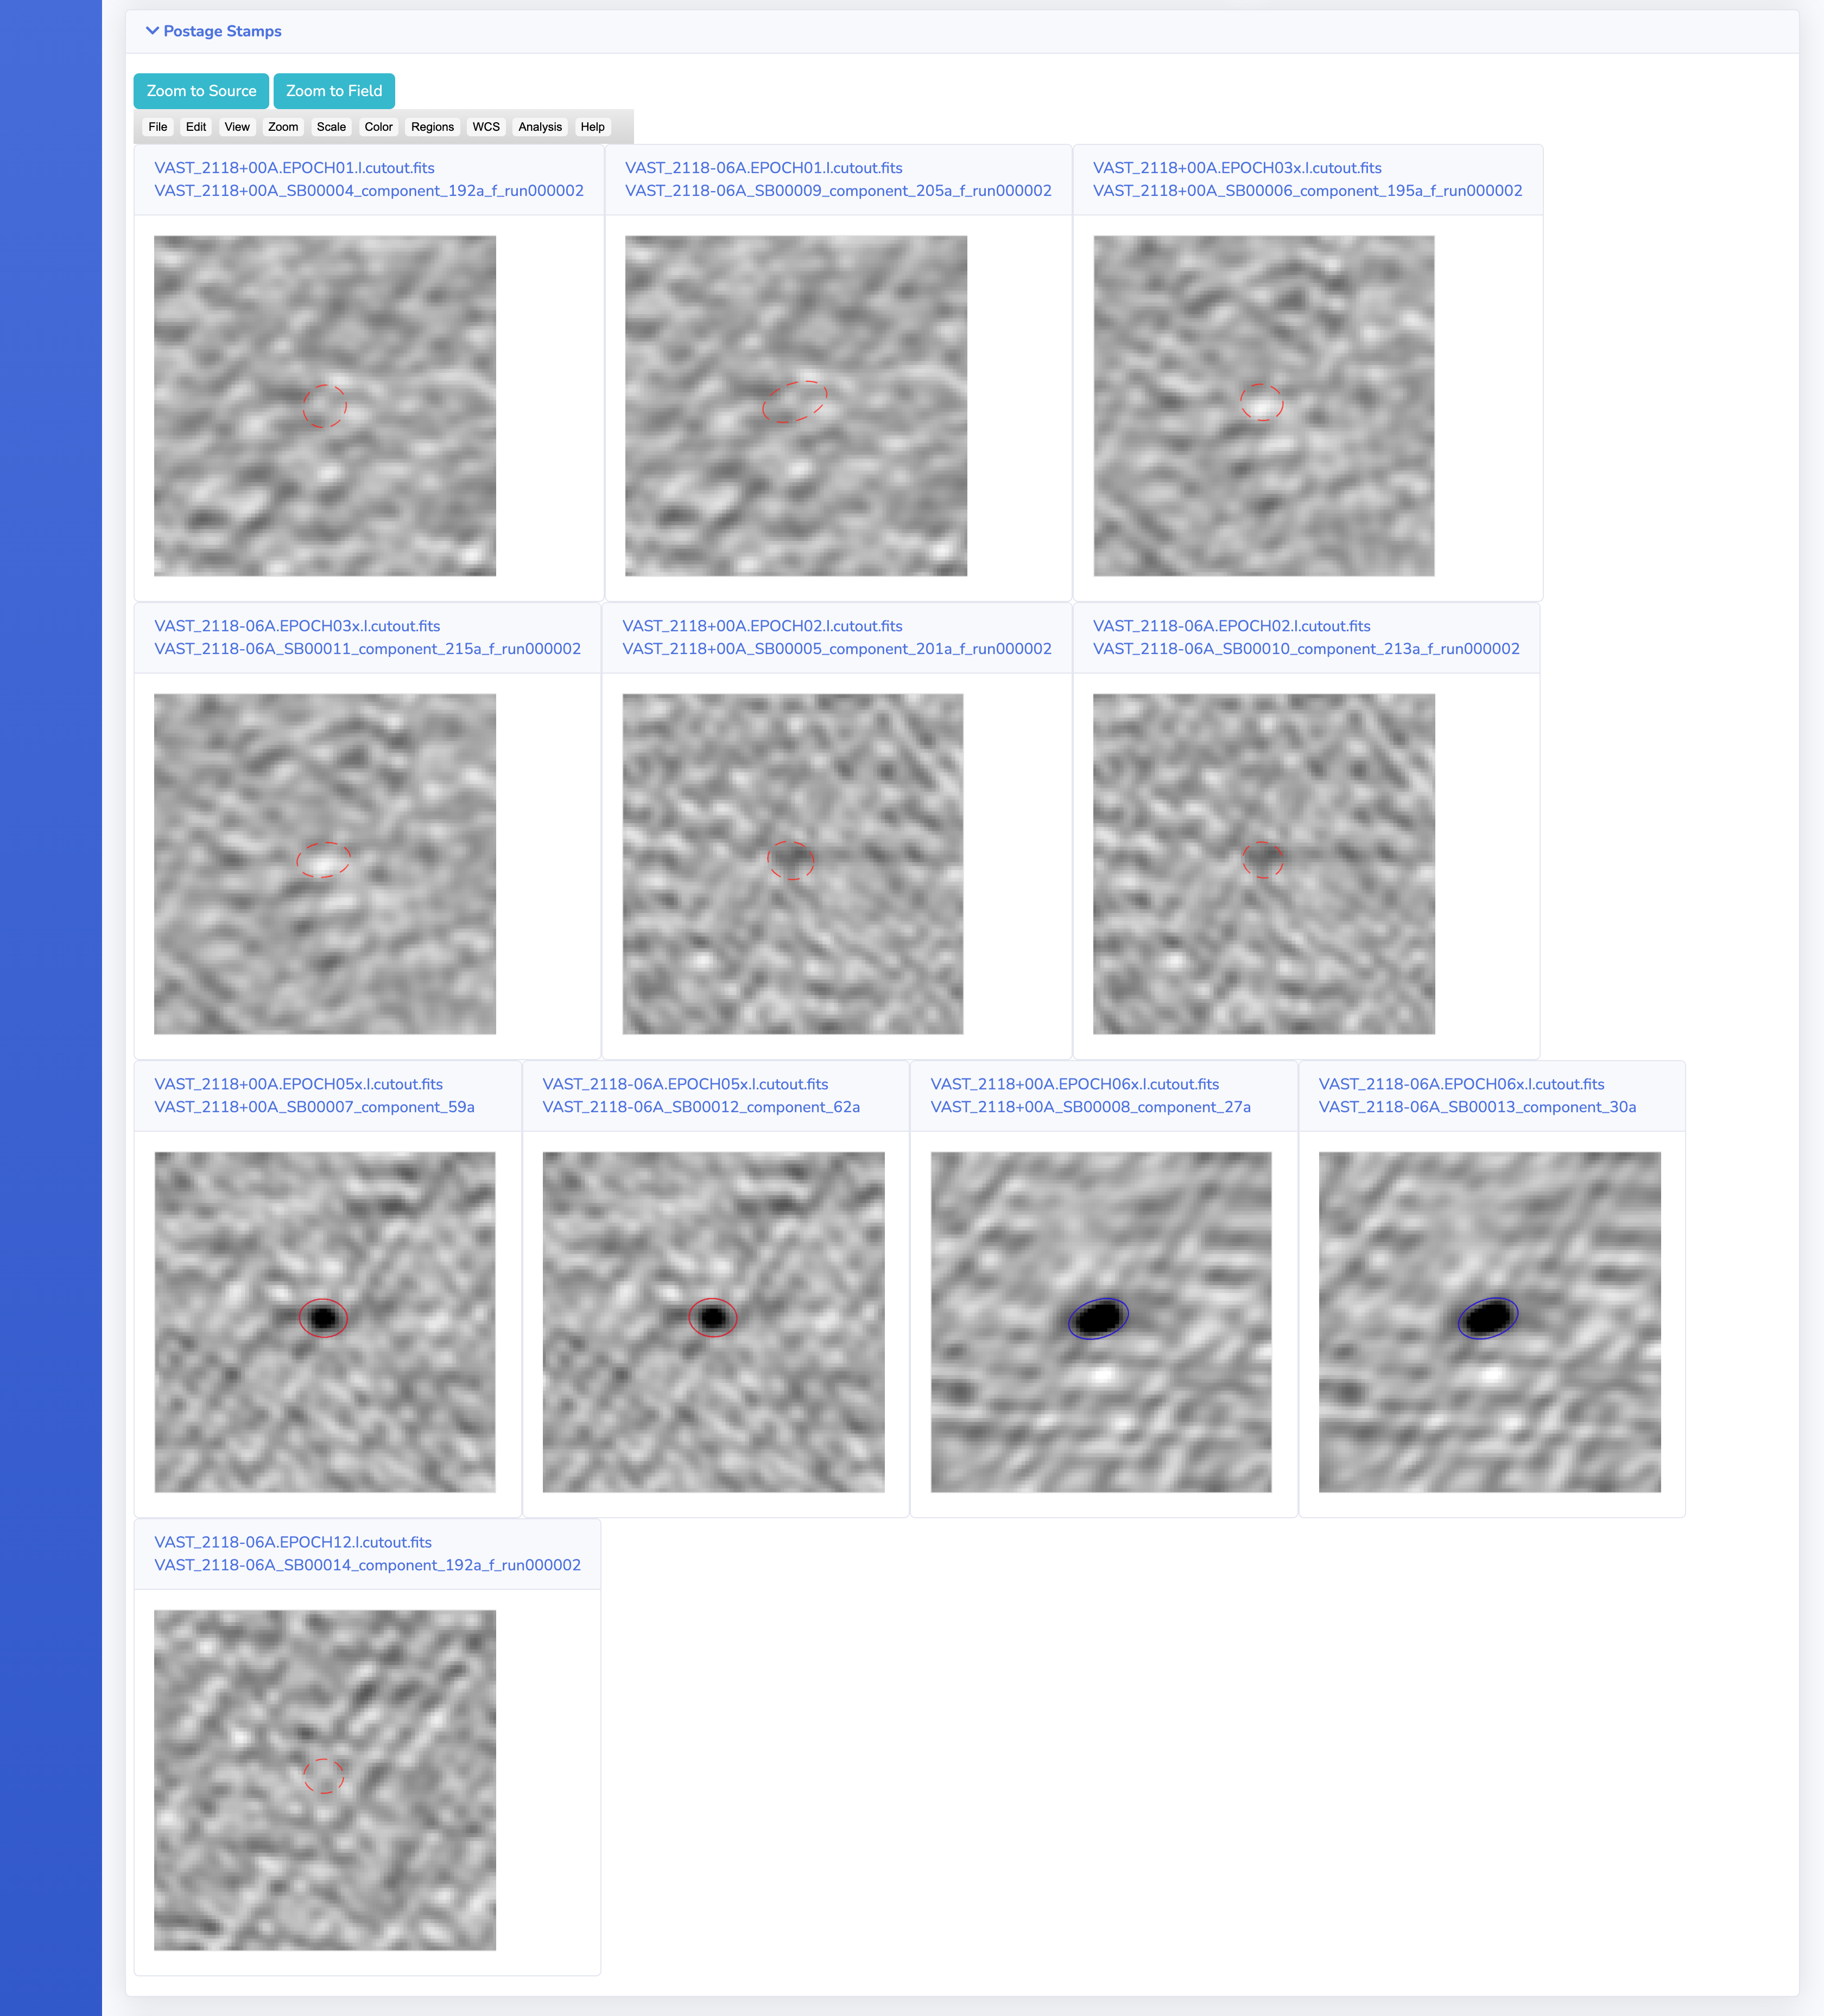 Postage Stamps
Zoom to Source Zoom to Field
File Edit View Zoom Scale Color Regions WCS Analysis Help
VAST_2118+00A.EPOCH01.I.cutout.fits
VAST_2118+00A_SB00004_component_192a_f_run000002
VAST_2118-06A.EPOCH01.I.cutout.fits
VAST_2118-06A_SB00009_component_205a_f_run000002
VAST_2118+00A.EPOCH03x.I.cutout.fits
VAST_2118+00A_SB00006_component_195a_f_run000002
VAST_2118-06A.EPOCH03x.I.cutout.fits
VAST_2118-06A_SB00011_component_215a_f_run000002
VAST_2118+00A.EPOCH02.I.cutout.fits
VAST_2118+00A_SB00005_component_201a_f_run000002
VAST_2118-06A.EPOCH02.I.cutout.fits
VAST_2118-06A_SB00010_component_213a_f_run000002
VAST_2118+00A.EPOCH05x.I.cutout.fits
VAST_2118+00A_SB00007_component_59a
VAST_2118-06A.EPOCH05x.I.cutout.fits
VAST_2118-06A_SB00012_component_62a
VAST_2118+00A.EPOCH06x.I.cutout.fits
VAST_2118+00A_SB00008_component_27a
VAST_2118-06A.EPOCH06x.I.cutout.fits
VAST_2118-06A_SB00013_component_30a
VAST_2118-06A.EPOCH12.I.cutout.fits
VAST_2118-06A_SB00014_component_192a_f_run000002